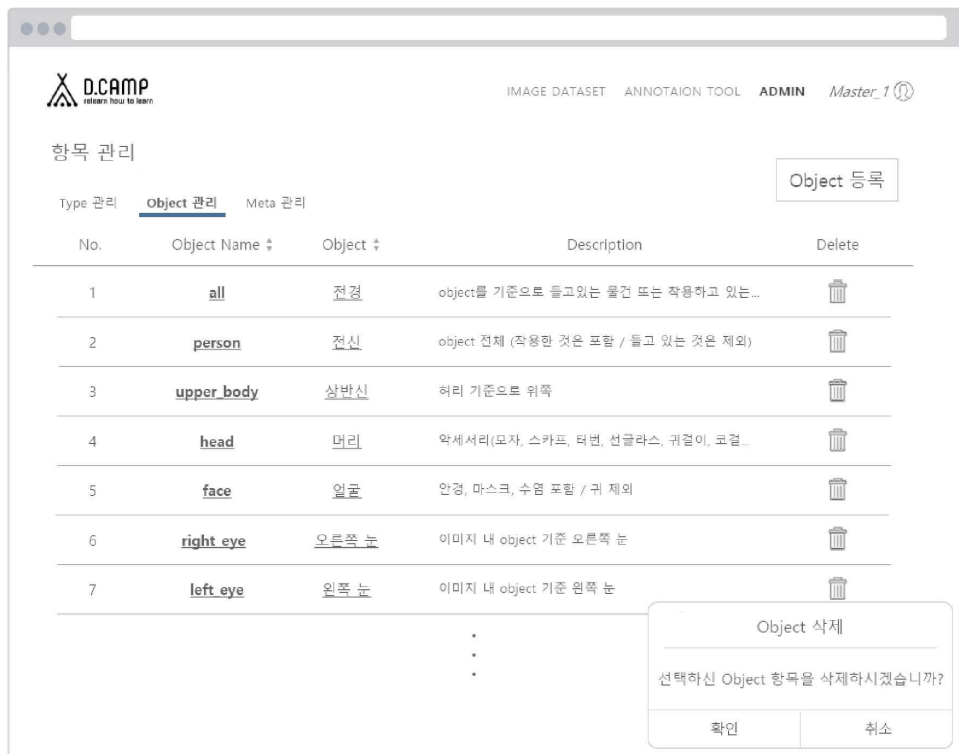 D.CAMP
relearn how to learn
IMAGE DATASET ANNOTAION TOOL ADMIN Master_1
항목 관리
Object 등록
Type 관리 Object 관리 Meta 관리
No. Object Name Object Description Delete
1 all 전경 object를 기준으로 들고있는 물건 또는 착용하고 있는...
2 person 전신 object 전체 (착용한 것은 포함 / 들고 있는 것은 제외)
3 upper_body 상반신 허리 기준으로 위쪽
4 head 머리 악세서리(모자, 스카프, 터번, 선글라스, 귀걸이, 코걸...
5 face 얼굴 안경, 마스크, 수염 포함 / 귀 제외
6 right_eye 오른쪽 눈 이미지 내 object 기준 오른쪽 눈
7 left_eye 왼쪽 눈 이미지 내 object 기준 왼쪽 눈
Object 삭제
선택하신 Object 항목을 삭제하시겠습니까?
확인 취소